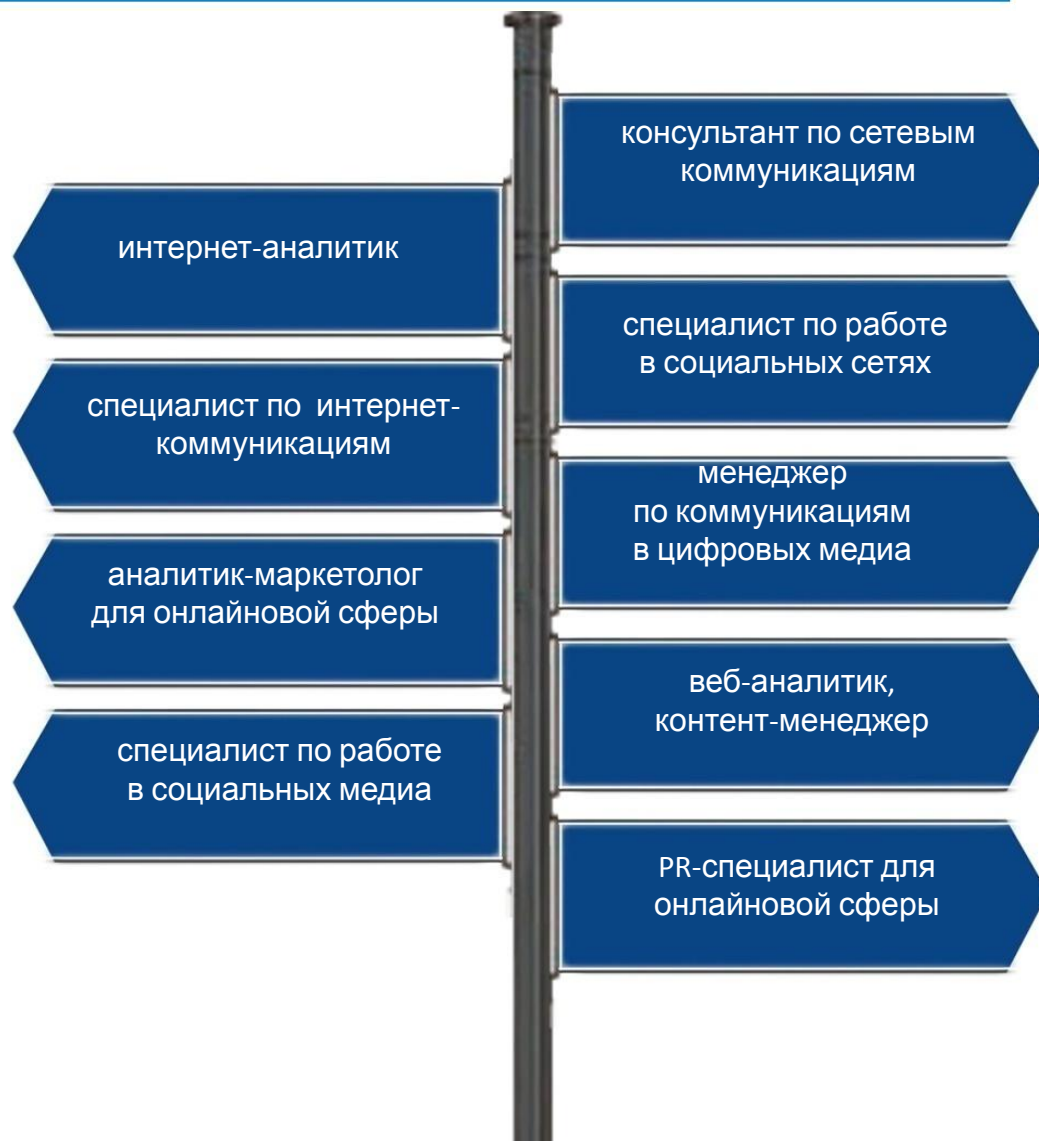 интернет-аналитик
специалист по интернет-
коммуникациям
аналитик-маркетолог
для онлайновой сферы
специалист по работе
в социальных медиа
консультант по сетевым
коммуникациям
специалист по работе
в социальных сетях
менеджер
по коммуникациям
в цифровых медиа
веб-аналитик,
контент-менеджер
PR-специалист для
онлайновой сферы